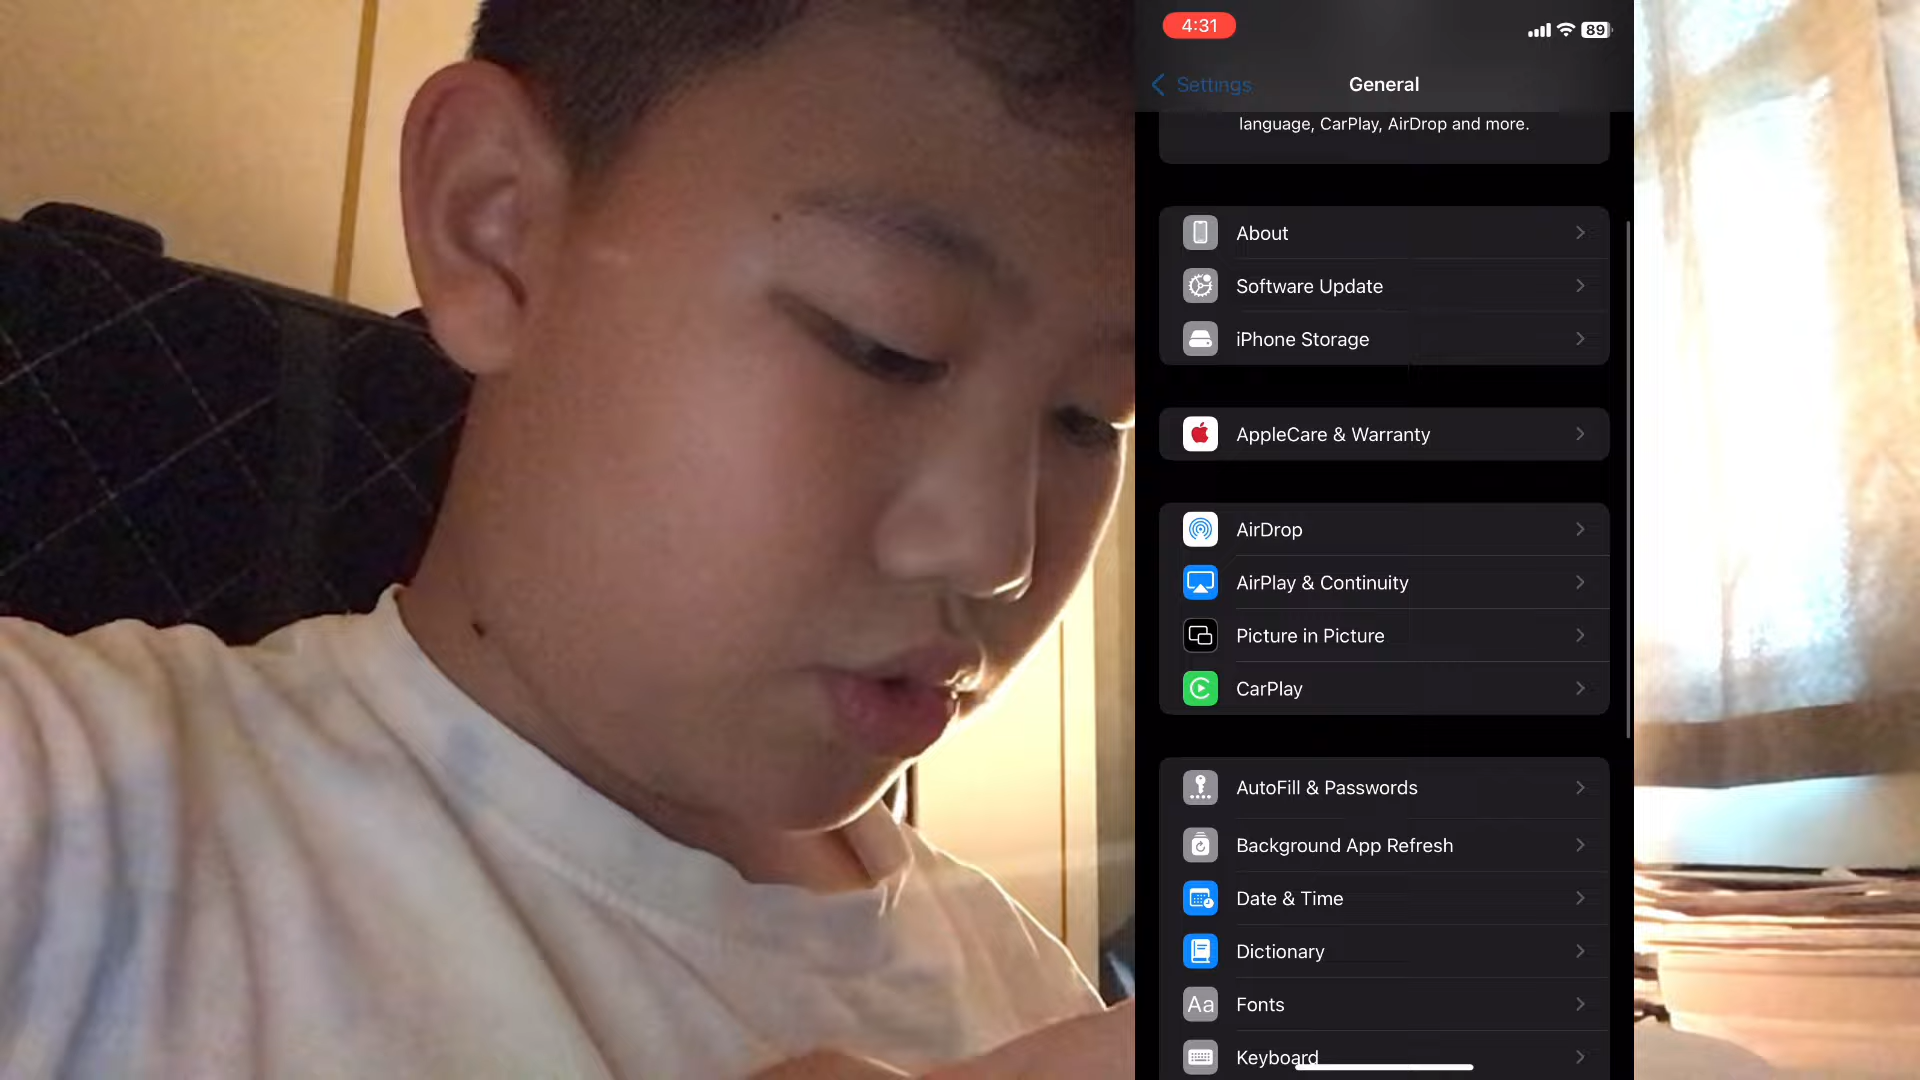 4:31
89
Settings
General
language, CarPlay, AirDrop and more.
About
Software Update
iPhone Storage
AppleCare & Warranty
AirDrop
AirPlay & Continuity
Picture in Picture
CarPlay
AutoFill & Passwords
Background App Refresh
Date & Time
Dictionary
Aa
Fonts
Keyboard